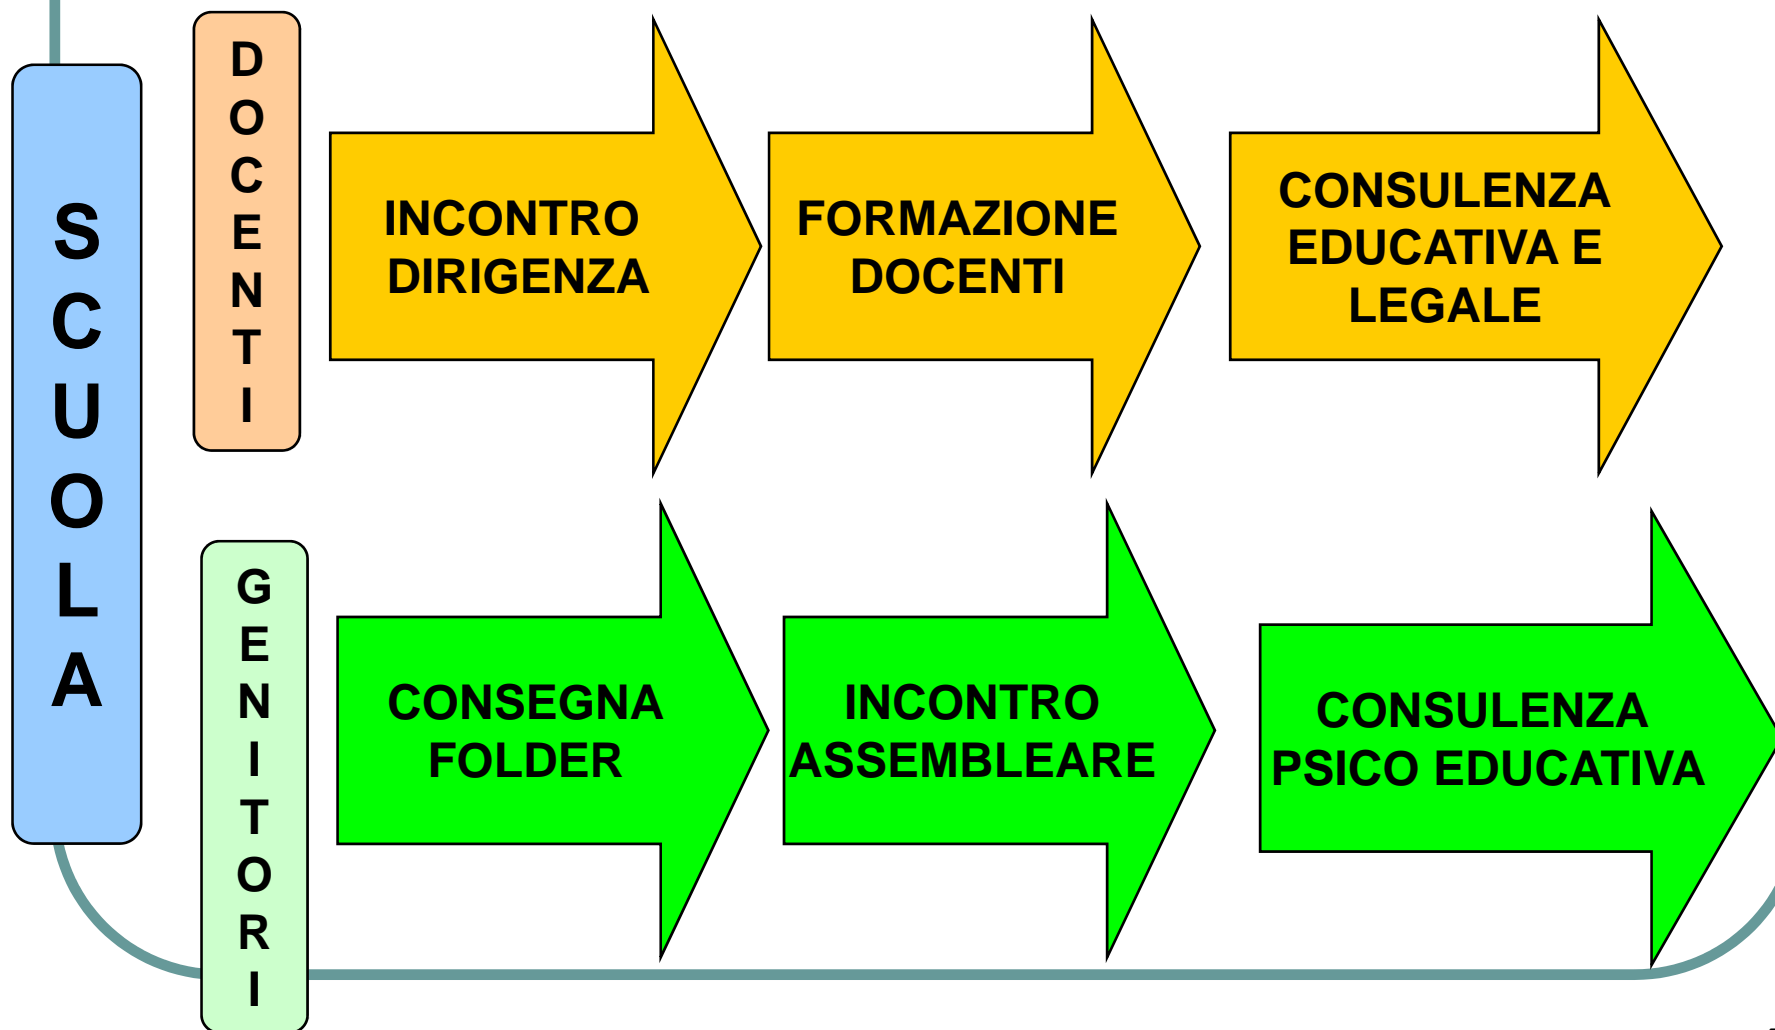 SCUOLA
DOCENTI
INCONTRO
DIRIGENZA
FORMAZIONE
DOCENTI
CONSULENZA
EDUCATIVA E
LEGALE
GENITORI
CONSEGNA
FOLDER
INCONTRO
ASSEMBLEARE
CONSULENZA
PSICO EDUCATIVA